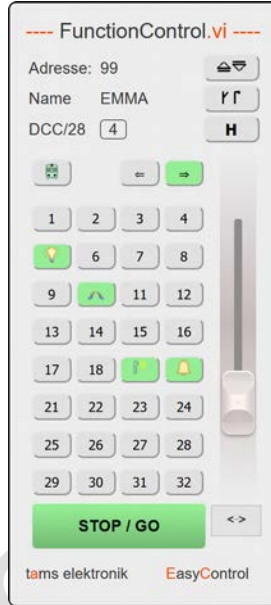 ---- FunctionControl.vi ----
Adresse: 99
Name EMMA
DCC/28 4
H
⇐ ⇒
1 2 3 4
6 7 8
9 11 12
13 14 15 16
17 18
21 22 23 24
25 26 27 28
29 30 31 32
STOP / GO <->
tams elektronik EasyControl